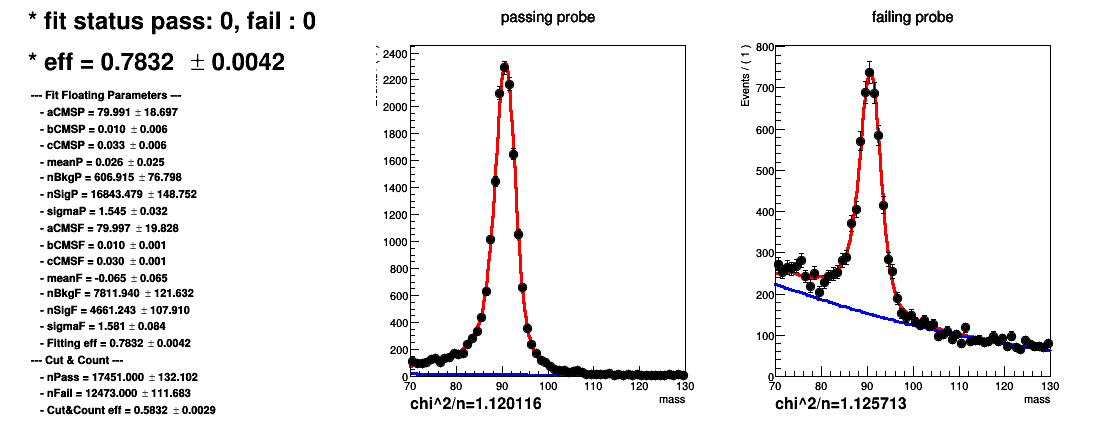 * fit status pass: 0, fail : 0
* eff = 0.7832 ± 0.0042
--- Fit Floating Parameters ---
- aCMSP = 79.991 ± 18.697
- bCMSP = 0.010 ± 0.006
- cCMSP = 0.033 ± 0.006
- meanP = 0.026 ± 0.025
- nBkgP = 606.915 ± 76.798
- nSigP = 16843.479 ± 148.752
- sigmaP = 1.545 ± 0.032
- aCMSF = 79.997 ± 19.828
- bCMSF = 0.010 ± 0.001
- cCMSF = 0.030 ± 0.001
- meanF = -0.065 ± 0.065
- nBkgF = 7811.940 ± 121.632
- nSigF = 4661.243 ± 107.910
- sigmaF = 1.581 ± 0.084
- Fitting eff = 0.7832 ± 0.0042
--- Cut & Count ---
- nPass = 17451.000 ± 132.102
- nFail = 12473.000 ± 111.683
- Cut&Count eff = 0.5832 ± 0.0029
passing probe
2400
2200
2000
1800
1600
1400
1200
1000
800
600
400
200
0
70 80 90 100 110 120 130
mass
chi^2/n=1.120116
failing probe
Events / ( 1 )
800
700
600
500
400
300
200
100
0
70 80 90 100 110 120 130
mass
chi^2/n=1.125713